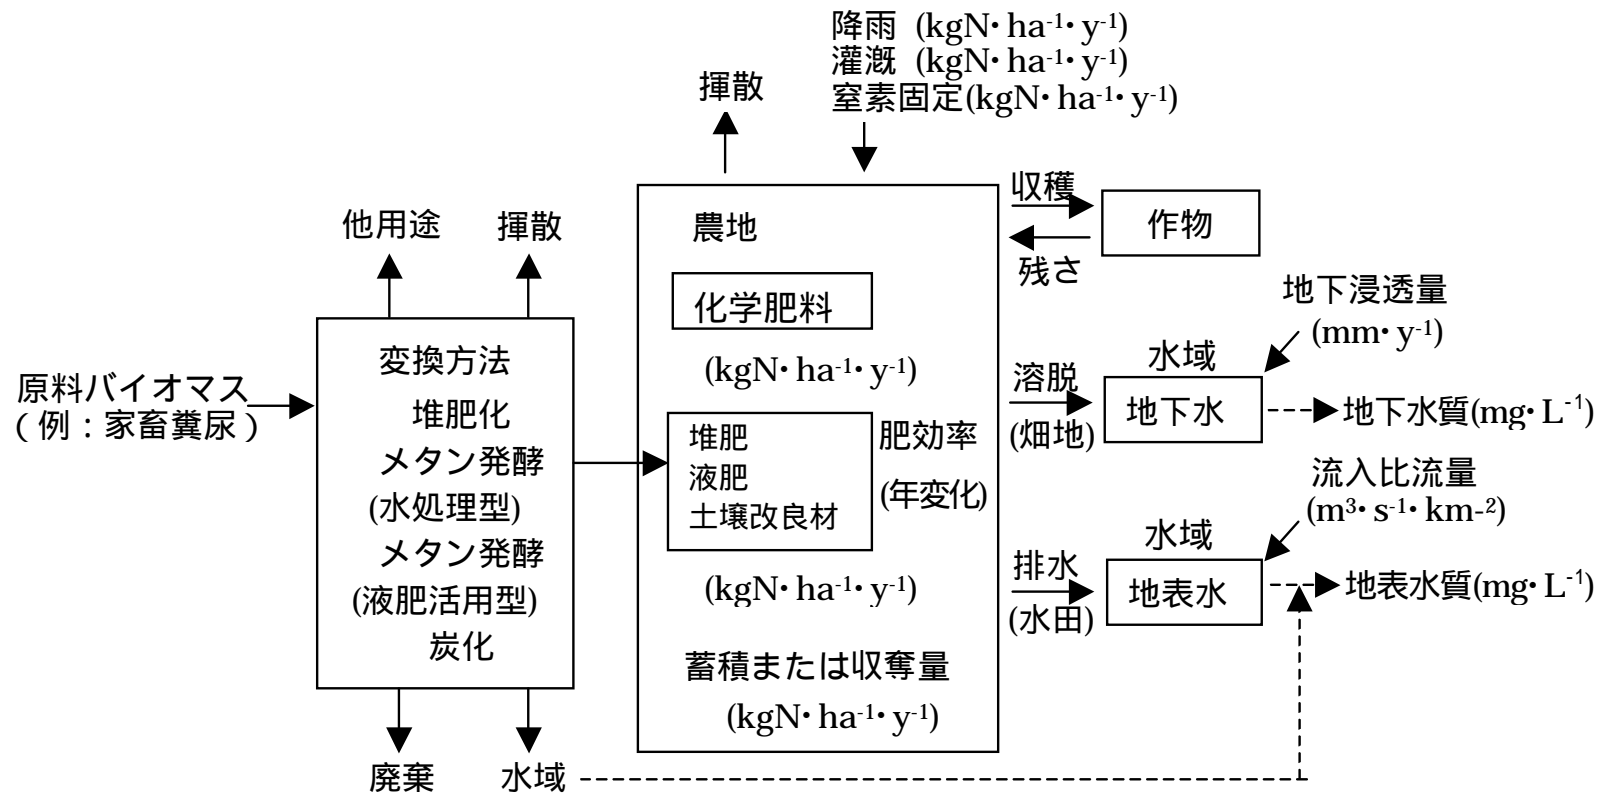 降雨 (kgN・ha-1・y-1)
灌漑 (kgN・ha-1・y-1)
窒素固定(kgN・ha-1・y-1)
揮散
他用途
揮散
原料バイオマス
（例：家畜糞尿）
変換方法
堆肥化
メタン発酵
(水処理型)
メタン発酵
(液肥活用型)
炭化
廃棄
水域
農地
化学肥料
(kgN・ha-1・y-1)
堆肥
液肥
土壌改良材
肥効率
(年変化)
(kgN・ha-1・y-1)
蓄積または収奪量
(kgN・ha-1・y-1)
収穫
残さ
作物
溶脱
(畑地)
水域
地下水
地下浸透量
(mm・y-1)
地下水質(mg・L-1)
排水
(水田)
水域
地表水
流入比流量
(m3・s-1・km-2)
地表水質(mg・L-1)